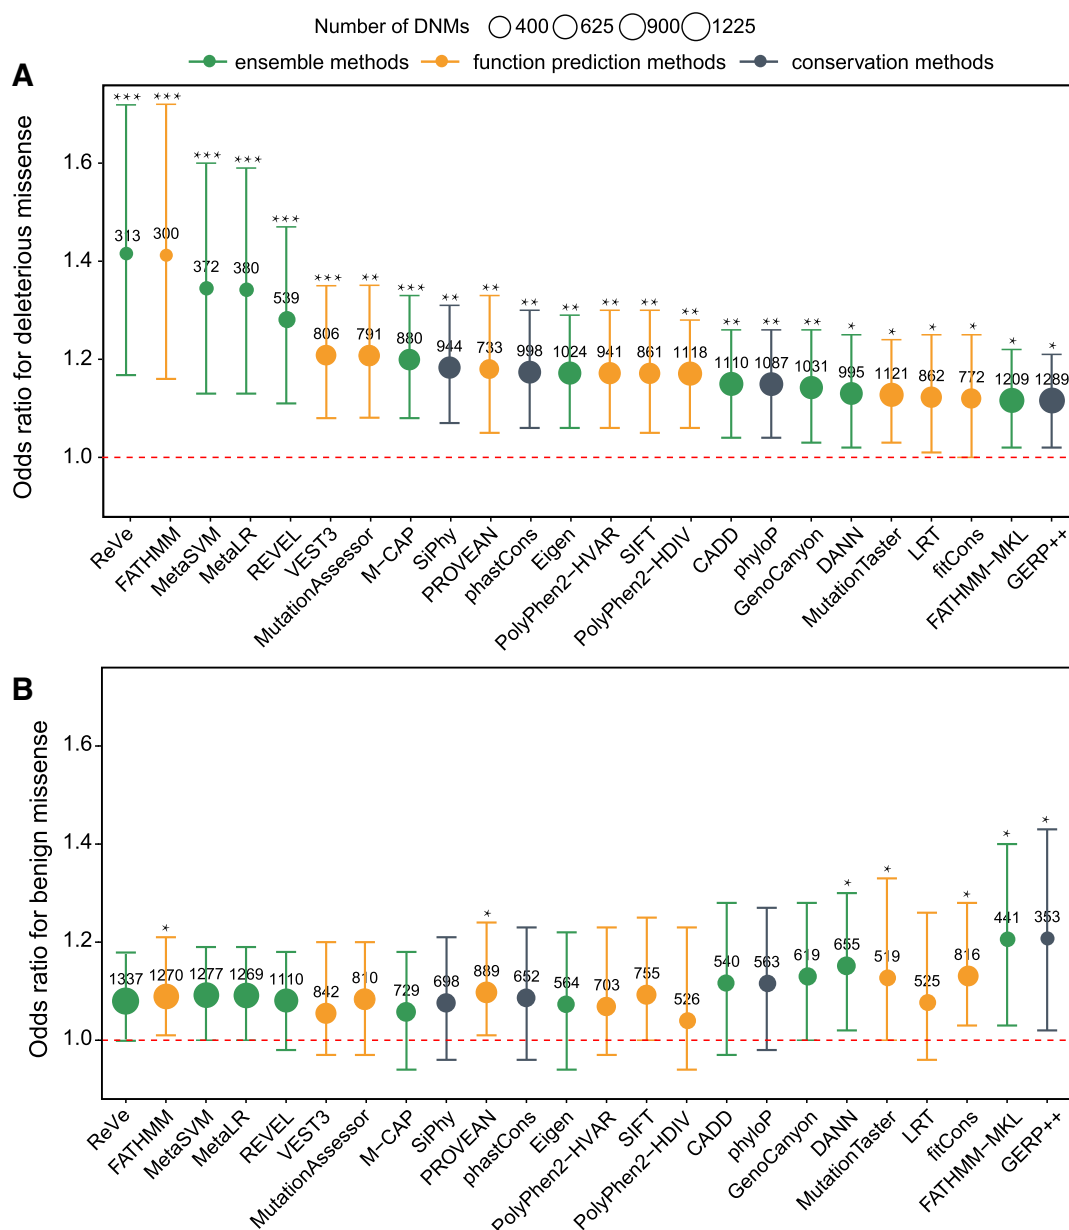 Number of DNMs 400 625 900 1225
ensemble methods function prediction methods conservation methods
A
Odds ratio for deleterious missense
1.6
1.4
1.2
1.0
*** *** *** *** *** *** ** *** ** ** ** ** ** ** ** ** ** ** * * * * * *
313 300 372 380 539 806 791 880 944 733 998 1024 941 861 1118 1110 1087 1031 995 1121 862 772 1209 1289
ReVe
FATHMM
MetaSVM
MetaLR
REVEL
VEST3
MutationAssessor
M-CAP
SiPhy
PROVEAN
phastCons
Eigen
PolyPhen2-HVAR
SIFT
PolyPhen2-HDIV
CADD
phyloP
GenoCanyon
DANN
MutationTaster
LRT
fitCons
FATHMM-MKL
GERP++
B
Odds ratio for benign missense
1.6
1.4
1.2
1.0
* * * * * * *
1337 1270 1277 1269 1110 842 810 729 698 889 652 564 703 755 526 540 563 619 655 519 525 816 441 353
ReVe
FATHMM
MetaSVM
MetaLR
REVEL
VEST3
MutationAssessor
M-CAP
SiPhy
PROVEAN
phastCons
Eigen
PolyPhen2-HVAR
SIFT
PolyPhen2-HDIV
CADD
phyloP
GenoCanyon
DANN
MutationTaster
LRT
fitCons
FATHMM-MKL
GERP++